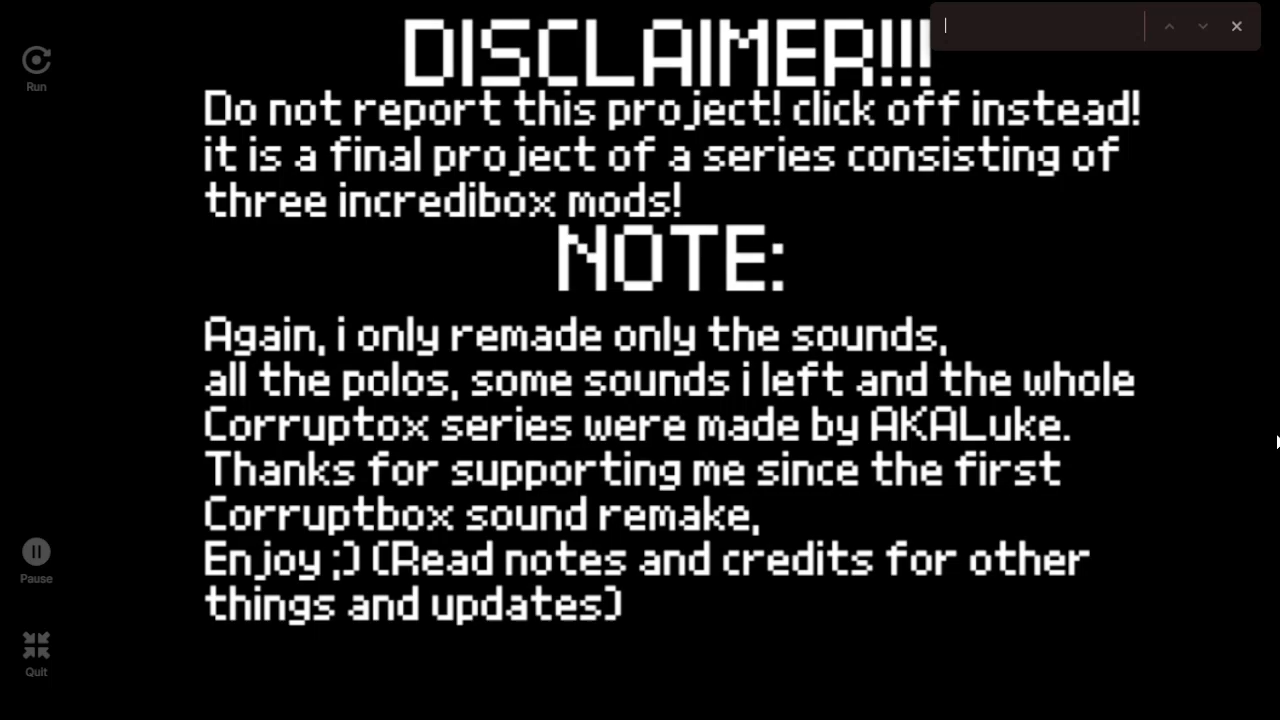 DISCLAIMER!!!
Do not report this project! click off instead!
it is a final project of a series consisting of
three incredibox mods!
NOTE:
Again, i only remade only the sounds,
all the polos, some sounds i left and the whole
Corruptox series were made by AKALuke.
Thanks for supporting me since the first
Corruptbox sound remake,
Enjoy ;) (Read notes and credits for other
things and updates)
Run
Pause
Quit